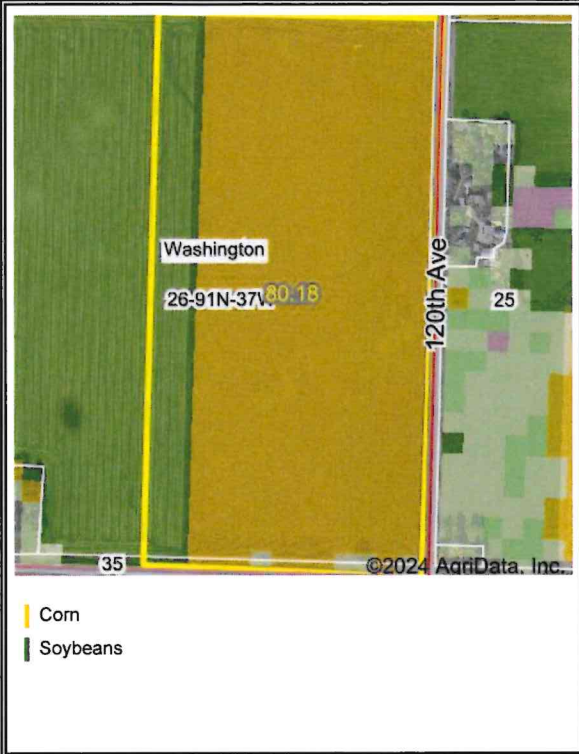 Washington
26-91N-37W
80.18
120th Ave
25
35
©2024 AgriData, Inc.
Corn
Soybeans